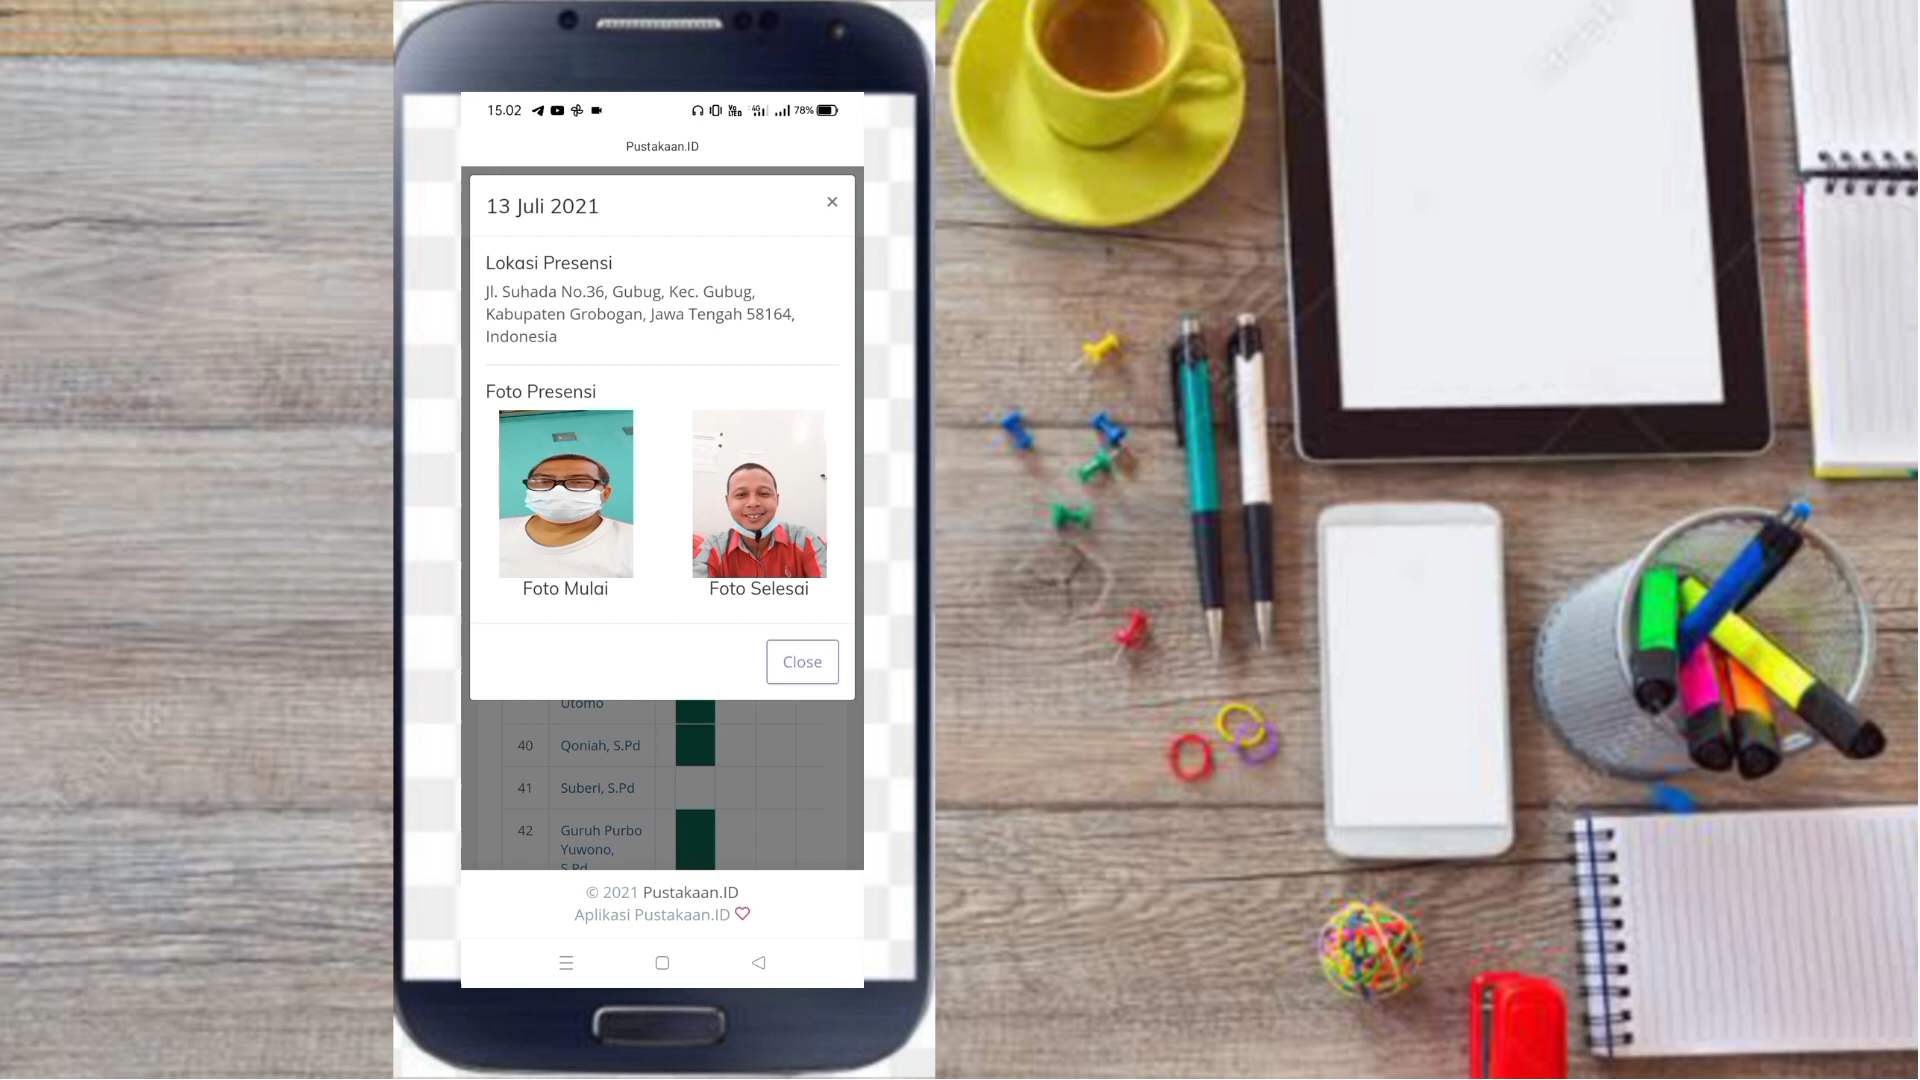 15.02
78%
Pustakaan.ID
13 Juli 2021
×
Lokasi Presensi
Jl. Suhada No.36, Gubug, Kec. Gubug,
Kabupaten Grobogan, Jawa Tengah 58164,
Indonesia
Foto Presensi
Foto Mulai
Foto Selesai
Close
Utomo
40 Qoniah, S.Pd
41 Suberi, S.Pd
42 Guruh Purbo
Yuwono,
S.Pd
© 2021 Pustakaan.ID
Aplikasi Pustakaan.ID